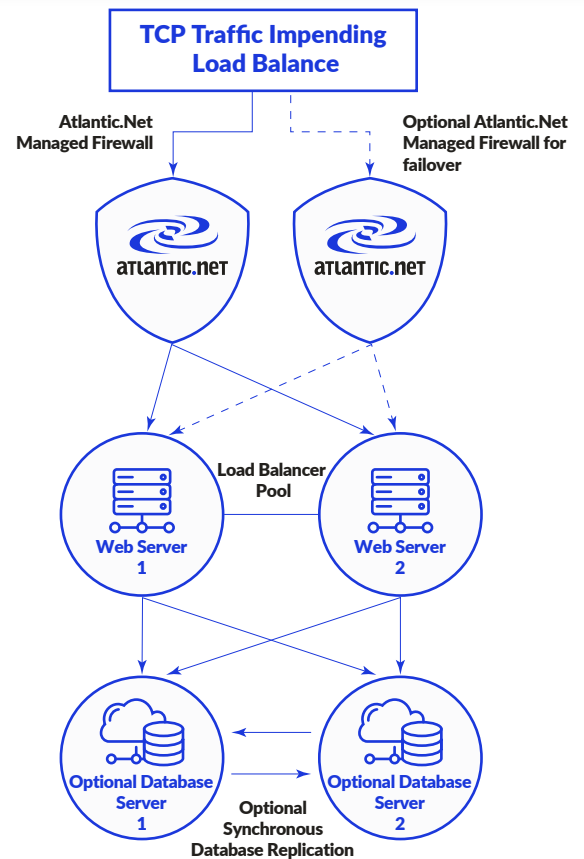 TCP Traffic Impending
Load Balance
Atlantic.Net
Managed Firewall
Optional Atlantic.Net
Managed Firewall for
failover
ATLANTIC.NET
ATLANTIC.NET
Load Balancer
Pool
Web Server
1
Web Server
2
Optional Database
Server
1
Optional Database
Server
2
Optional
Synchronous
Database Replication